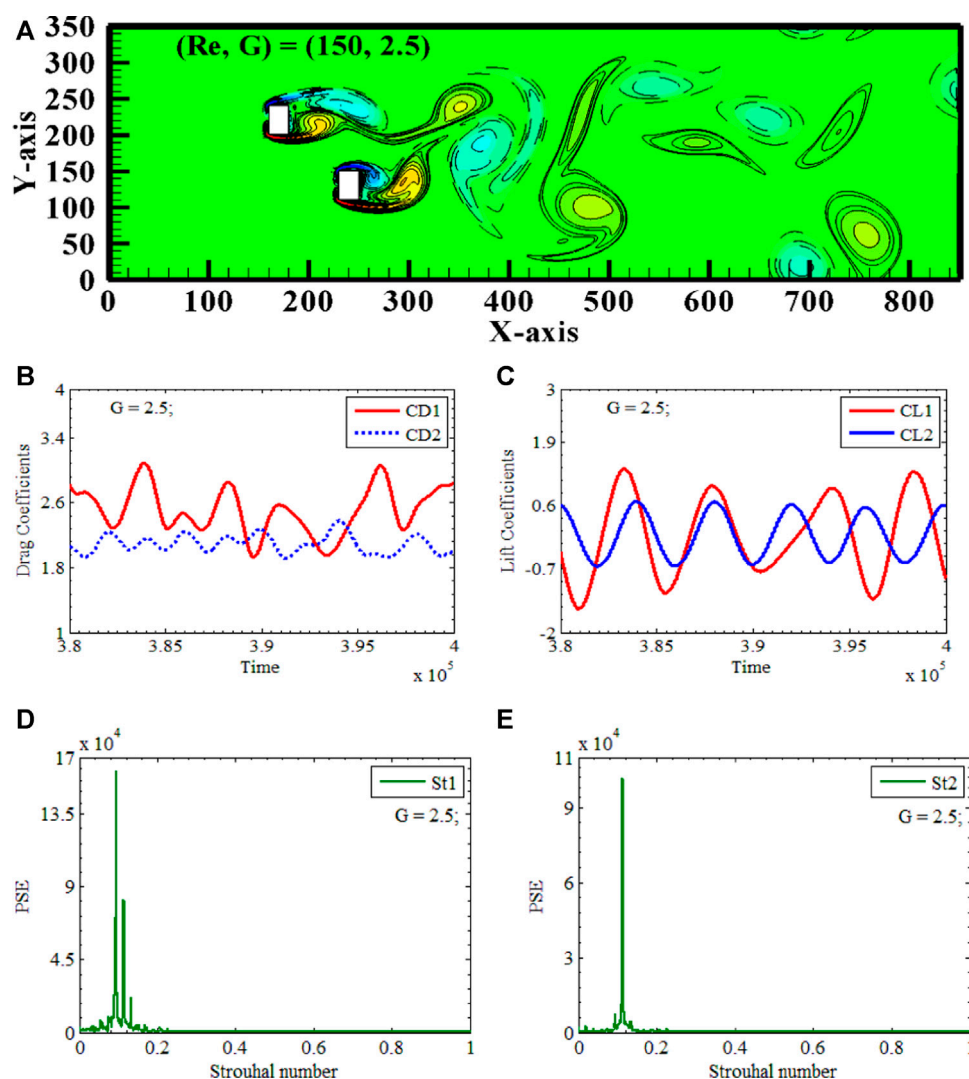 A
(Re, G) = (150, 2.5)
Y-axis
350
300
250
200
150
100
50
0
0 100 200 300 400 500 600 700 800
X-axis
B
G = 2.5;
CD1
CD2
Drag Coefficients
4
3.4
2.6
1.8
1
3.8 3.85 3.9 3.95 4
Time
x 10^5
C
G = 2.5;
CL1
CL2
Lift Coefficients
3
1.9
0.6
-0.7
-2
3.8 3.85 3.9 3.95 4
Time
x 10^5
D
x 10^4
St1
G = 2.5;
PSE
17
13.5
9
4.5
0
0 0.2 0.4 0.6 0.8 1
Strouhal number
E
x 10^4
St2
G = 2.5;
PSE
11
9
6
3
0
0 0.2 0.4 0.6 0.8 1
Strouhal number